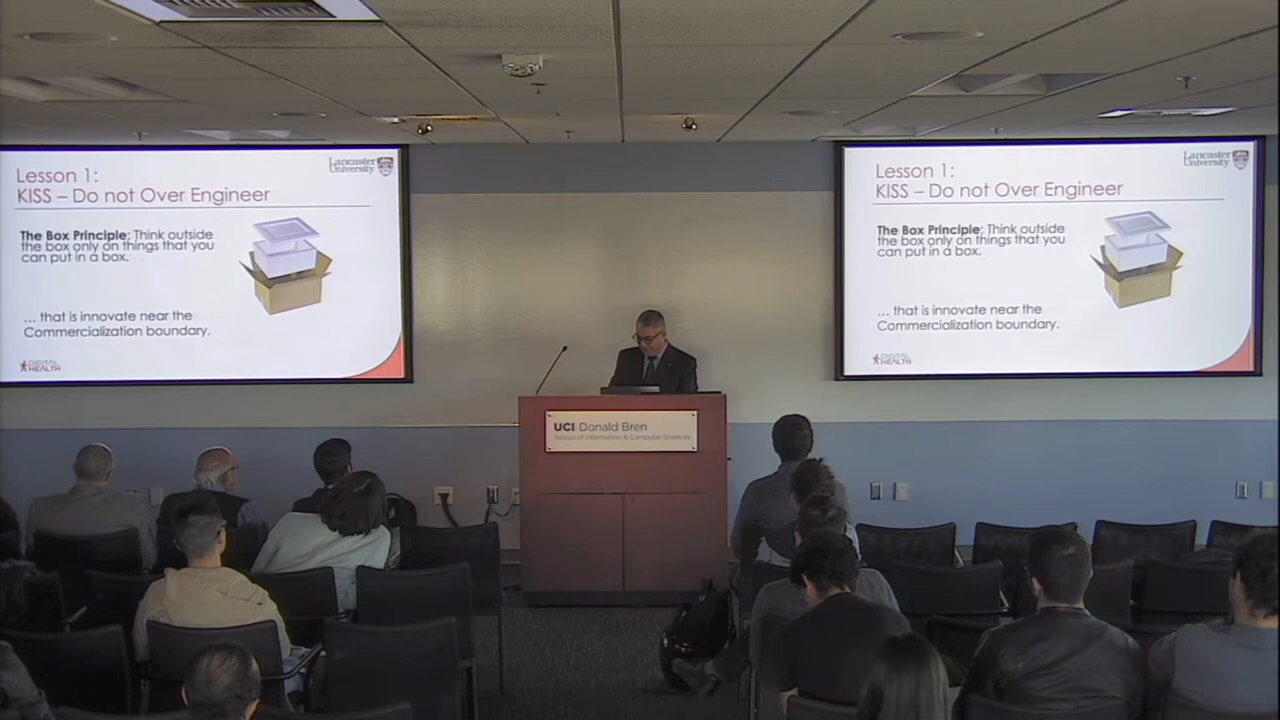 Lesson 1:
KISS – Do not Over Engineer
Lancaster
University
The Box Principle: Think outside
the box only on things that you
can put in a box.
... that is innovate near the
Commercialization boundary.
DIGITAL
HEALTH
Lesson 1:
KISS – Do not Over Engineer
Lancaster
University
The Box Principle: Think outside
the box only on things that you
can put in a box.
... that is innovate near the
Commercialization boundary.
DIGITAL
HEALTH
UCI Donald Bren
School of Information & Computer Sciences